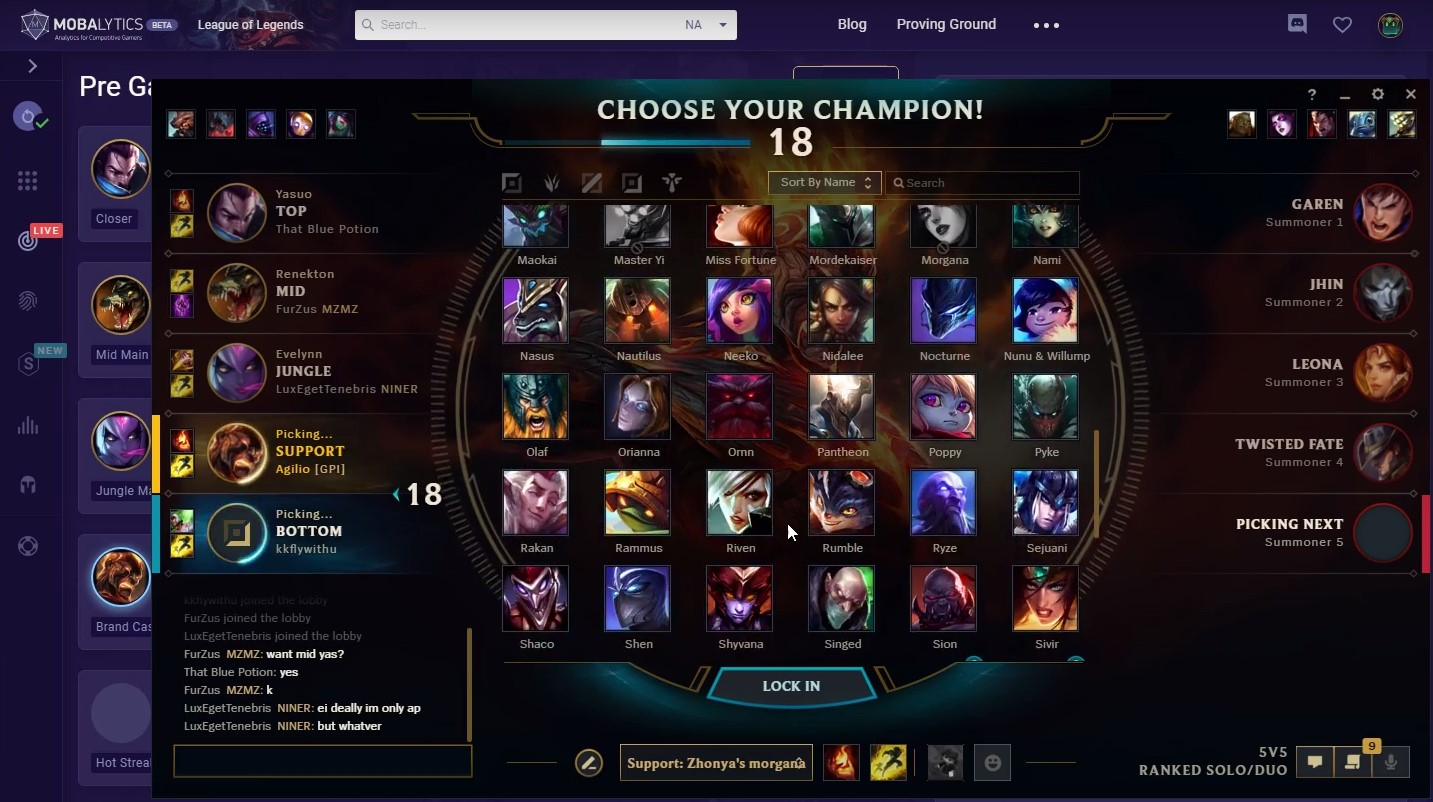 MOBALYTICS BETA
Analytics for Competitive Gamers
League of Legends
Search...
NA
Blog
Proving Ground
Pre Ga
LIVE
NEW
Closer
Mid Main
Jungle Ma
Brand Cas
Hot Streal
CHOOSE YOUR CHAMPION!
18
Sort By Name
Search
Yasuo
TOP
That Blue Potion
Renekton
MID
FurZus MZMZ
Evelynn
JUNGLE
LuxEgetTenebris NINER
Picking...
SUPPORT
Agilio [GPI]
18
Picking...
BOTTOM
kkflywithu
Maokai
Master Yi
Miss Fortune
Mordekaiser
Morgana
Nami
Nasus
Nautilus
Neeko
Nidalee
Nocturne
Nunu & Willump
Olaf
Orianna
Ornn
Pantheon
Poppy
Pyke
Rakan
Rammus
Riven
Rumble
Ryze
Sejuani
Shaco
Shen
Shyvana
Singed
Sion
Sivir
GAREN
Summoner 1
JHIN
Summoner 2
LEONA
Summoner 3
TWISTED FATE
Summoner 4
PICKING NEXT
Summoner 5
kkflywithu joined the lobby
FurZus joined the lobby
LuxEgettTenebris joined the lobby
FurZus MZMZ: want mid yas?
That Blue Potion: yes
FurZus MZMZ: k
LuxEgetTenebris NINER: ei deally im only ap
LuxEgetTenebris NINER: but whatver
LOCK IN
Support: Zhonya's morgana
5V5
RANKED SOLO/DUO
9